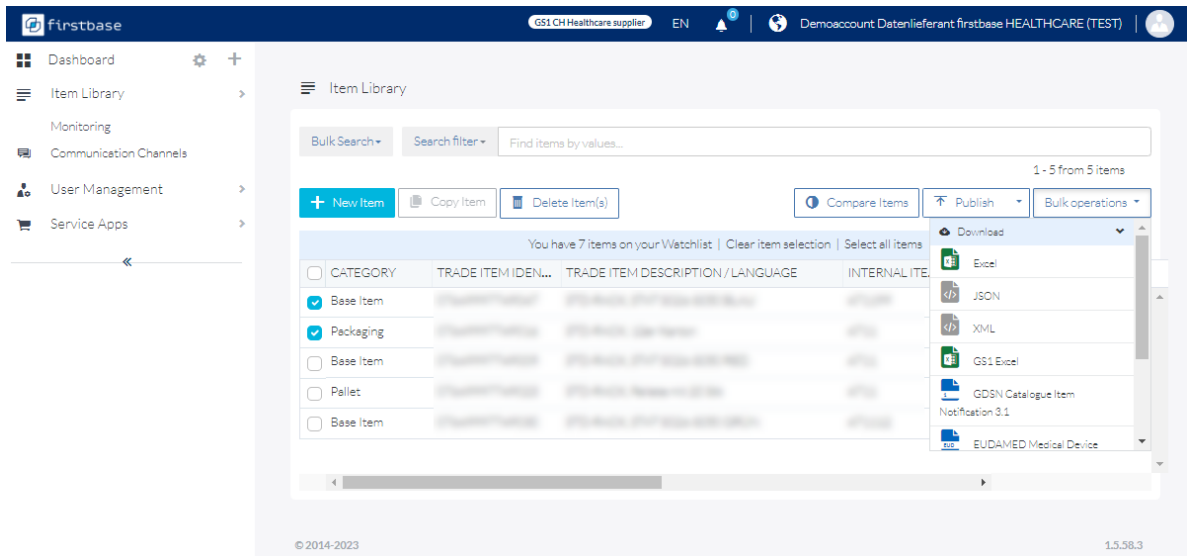 firstbase
GS1 CH Healthcare supplier EN 0 Demoaccount Datenlieferant firstbase HEALTHCARE (TEST)
Dashboard
Item Library
Monitoring
Communication Channels
User Management
Service Apps
Item Library
Bulk Search Search filter Find items by values...
1 - 5 from 5 items
New Item Copy Item Delete Item(s) Compare Items Publish Bulk operations
You have 7 items on your Watchlist | Clear item selection | Select all items
CATEGORY TRADE ITEM IDEN... TRADE ITEM DESCRIPTION / LANGUAGE INTERNAL ITE
Base Item
Packaging
Base Item
Pallet
Base Item
Download
Excel
JSON
XML
GS1 Excel
GDSN Catalogue Item
Notification 3.1
EUDAMED Medical Device
© 2014-2023 1.5.58.3